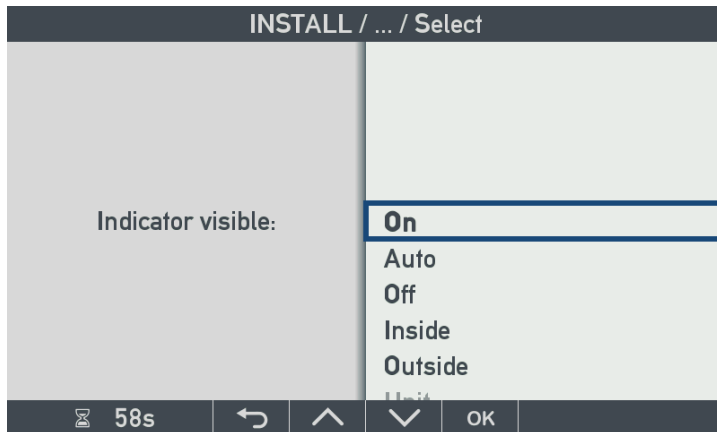 INSTALL / ... / Select
Indicator visible:
On
Auto
Off
Inside
Outside
58s
OK